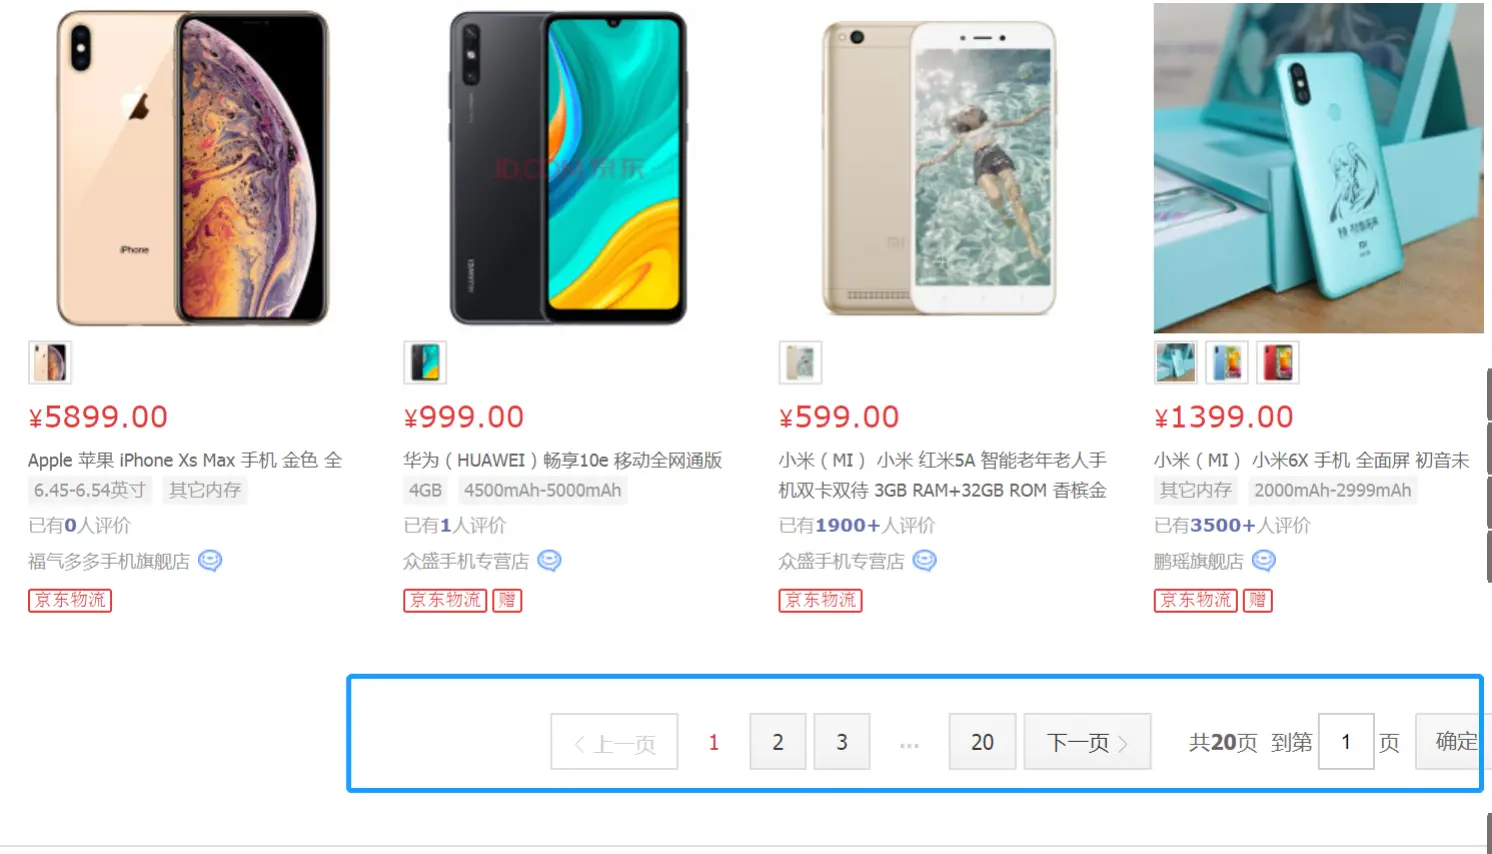 iPhone
JD.COM 京东
HUAWEI
mi
mi
¥5899.00
¥999.00
¥599.00
¥1399.00
Apple 苹果 iPhone Xs Max 手机 金色 全
6.45-6.54英寸 其它内存
已有0人评价
福气多多手机旗舰店
京东物流
华为（HUAWEI）畅享10e 移动全网通版
4GB 4500mAh-5000mAh
已有1人评价
众盛手机专营店
京东物流 赠
小米（MI） 小米 红米5A 智能老年老人手
机双卡双待 3GB RAM+32GB ROM 香槟金
已有1900+人评价
众盛手机专营店
京东物流
小米（MI） 小米6X 手机 全面屏 初音未
其它内存 2000mAh-2999mAh
已有3500+人评价
鹏瑶旗舰店
京东物流 赠
< 上一页 1 2 3 ... 20 下一页 > 共20页 到第 1 页 确定